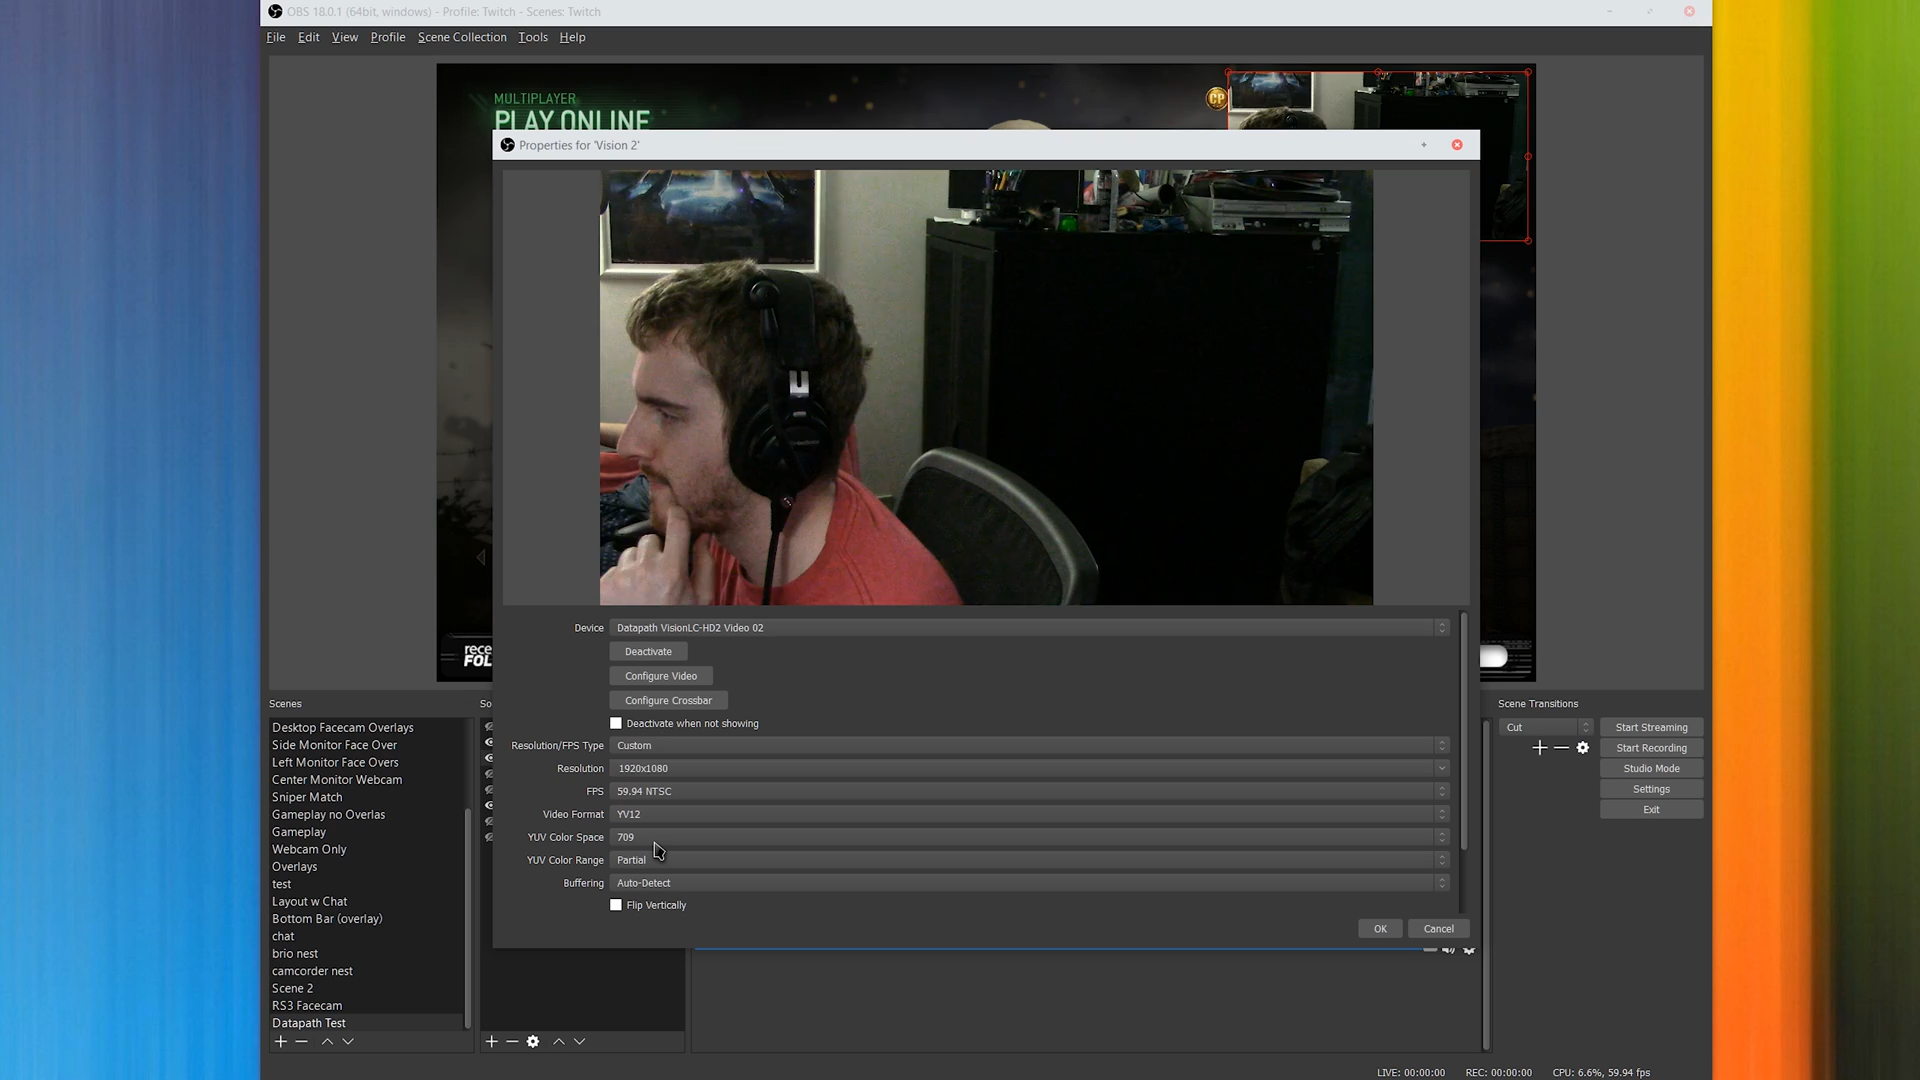 OBS 18.0.1 (64bit, windows) - Profile: Twitch - Scenes: Twitch
File Edit View Profile Scene Collection Tools Help
MULTIPLAYER
PLAY ONLINE
CP
Properties for 'Vision 2'
Device Datapath VisionLC-HD2 Video 02
Deactivate
Configure Video
Configure Crossbar
Deactivate when not showing
Resolution/FPS Type Custom
Resolution 1920x1080
FPS 59.94 NTSC
Video Format YV12
YUV Color Space 709
YUV Color Range Partial
Buffering Auto-Detect
Flip Vertically
OK Cancel
Scenes
Desktop Facecam Overlays
Side Monitor Face Over
Left Monitor Face Overs
Center Monitor Webcam
Sniper Match
Gameplay no Overlas
Gameplay
Webcam Only
Overlays
test
Layout w Chat
Bottom Bar (overlay)
chat
brio nest
camcorder nest
Scene 2
RS3 Facecam
Datapath Test
Scene Transitions
Cut
Start Streaming
Start Recording
Studio Mode
Settings
Exit
LIVE: 00:00:00 REC: 00:00:00 CPU: 6.6%, 59.94 fps